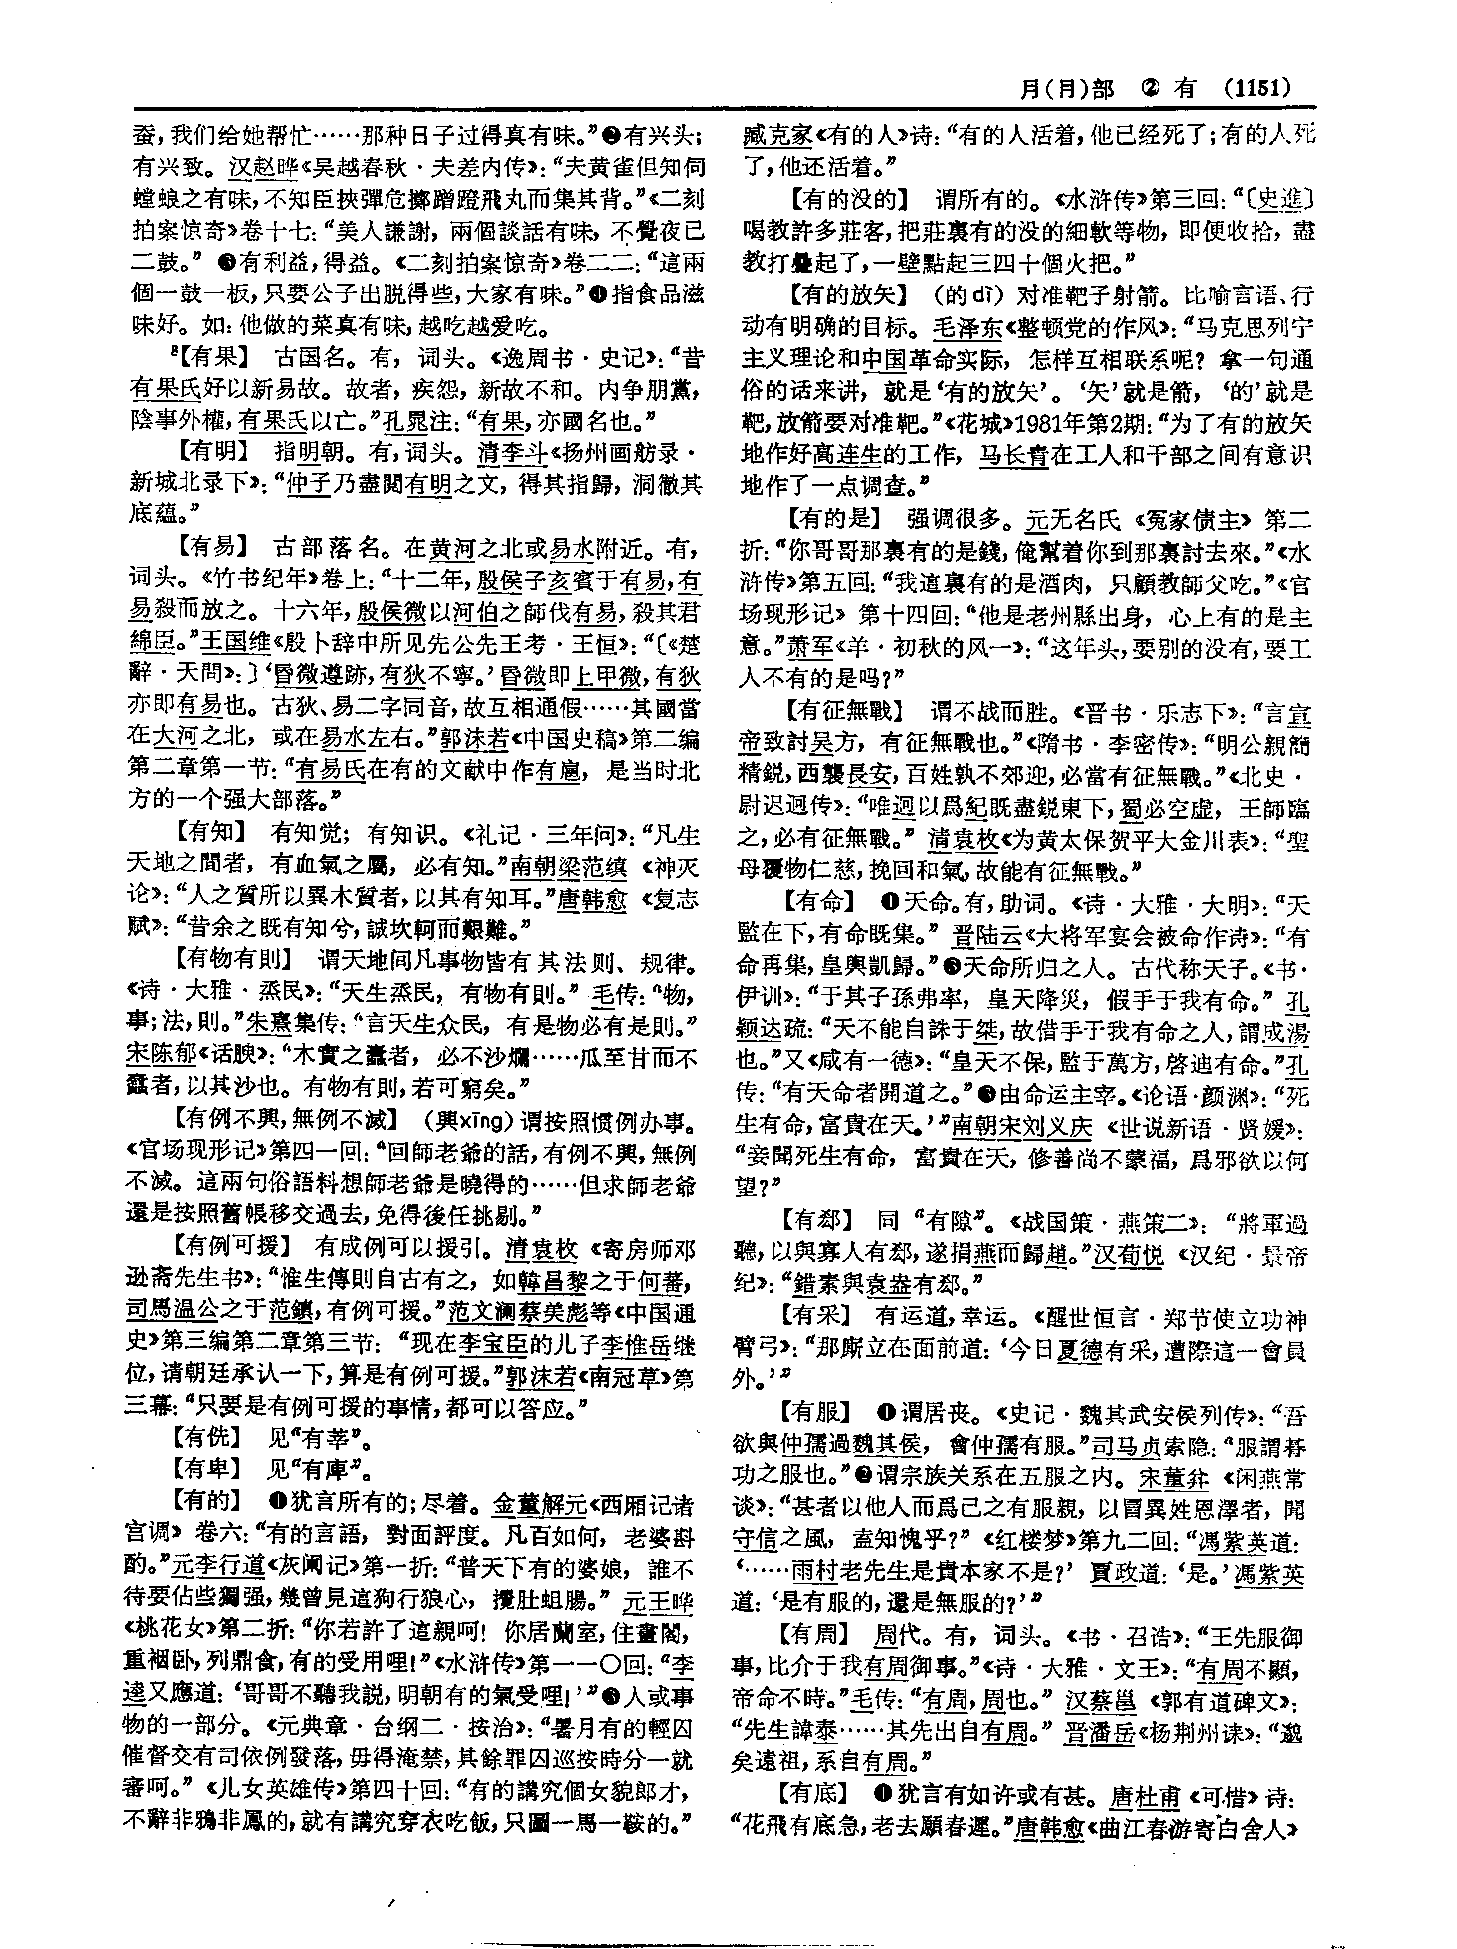 月(月)部 ② 有 (1151)
蚕,我们给她帮忙……那种日子过得真有味。”❷有兴头;
有兴致。汉赵晔《吴越春秋·夫差内传》:“夫黄雀但知伺
螳螂之有味,不知臣挾彈危擲蹭蹬飛丸而集其背。”《二刻
拍案惊奇》卷十七:“美人謙謝,兩個談話有味,不覺夜已
二鼓。”❸有利益,得益。《二刻拍案惊奇》卷二二:“這兩
個一鼓一板,只要公子出脱得些,大家有味。”❹指食品滋
味好。如:他做的菜真有味,越吃越爱吃。
²【有果】 古国名。有,词头。《逸周书·史记》:“昔
有果氏好以新易故。故者,疾怨,新故不和。内争朋黨,
陰事外權,有果氏以亡。”孔晁注:“有果,亦國名也。”
【有明】 指明朝。有,词头。清李斗《扬州画舫录·
新城北录下》:“仲子乃盡閲有明之文,得其指歸,洞徹其
底蕴。”
【有易】 古部落名。在黄河之北或易水附近。有,
词头。《竹书纪年》卷上:“十二年,殷侯子亥賓于有易,有
易殺而放之。十六年,殷侯微以河伯之師伐有易,殺其君
綿臣。”王国维《殷卜辞中所见先公先王考·王恒》:“〔《楚
辭·天問》:〕‘昏微遵跡,有狄不寧。’昏微即上甲微,有狄
亦即有易也。古狄、易二字同音,故互相通假……其國當
在大河之北,或在易水左右。”郭沫若《中国史稿》第二编
第二章第一节:“有易氏在有的文献中作有扈,是当时北
方的一个强大部落。”
【有知】 有知觉;有知识。《礼记·三年问》:“凡生
天地之間者,有血氣之屬,必有知。”南朝梁范缜《神灭
论》:“人之質所以異木質者,以其有知耳。”唐韩愈《复志
赋》:“昔余之既有知兮,誠坎軻而艱難。”
【有物有則】 谓天地间凡事物皆有其法则、规律。
《诗·大雅·烝民》:“天生烝民,有物有則。”毛传:“物,
事;法,則。”朱熹集传:“言天生众民,有是物必有是則。”
宋陈郁《话腴》:“木實之蠹者,必不沙爛……瓜至甘而不
蠹者,以其沙也。有物有則,若可窮矣。”
【有例不興,無例不滅】 (興xīng)谓按照惯例办事。
《官场现形记》第四一回:“回師老爺的話,有例不興,無例
不滅。這兩句俗語料想師老爺是曉得的……但求師老爺
還是按照舊帳移交過去,免得後任挑剔。”
【有例可援】 有成例可以援引。清袁枚《寄房师邓
逊斋先生书》:“惟生傳則自古有之,如韓昌黎之于何蕃,
司馬温公之于范鎮,有例可援。”范文澜蔡美彪等《中国通
史》第三编第二章第三节:“现在李宝臣的儿子李惟岳继
位,请朝廷承认一下,算是有例可援。”郭沫若《南冠草》第
三幕:“只要是有例可援的事情,都可以答应。”
【有侁】 见“有莘”。
【有卑】 见“有庳”。
【有的】 ❶犹言所有的;尽着。金董解元《西厢记诸
宫调》卷六:“有的言語,對面評度。凡百如何,老婆斟
酌。”元李行道《灰阑记》第一折:“普天下有的婆娘,誰不
待要佔些獨强,幾曾見這狗行狼心,攪肚蛆腸。”元王晔
《桃花女》第二折:“你若許了這親呵!你居蘭室,住畫閣,
重裀卧,列鼎食,有的受用哩!”《水浒传》第一一〇回:“李
逵又應道:‘哥哥不聽我説,明朝有的氣受哩!’”❷人或事
物的一部分。《元典章·台纲二·按治》:“暑月有的輕囚
催督交有司依例發落,毋得淹禁,其餘罪囚巡按時分一就
審呵。”《儿女英雄传》第四十回:“有的講究個女貌郎才,
不辭非鴉非鳳的,就有講究穿衣吃飯,只圖一馬一鞍的。”
臧克家《有的人》诗:“有的人活着,他已经死了;有的人死
了,他还活着。”
【有的没的】 谓所有的。《水浒传》第三回:“〔史進〕
喝教許多莊客,把莊裏有的没的細軟等物,即便收拾,盡
教打疊起了,一壁點起三四十個火把。”
【有的放矢】 (的dì)对准靶子射箭。比喻言语、行
动有明确的目标。毛泽东《整顿党的作风》:“马克思列宁
主义理论和中国革命实际,怎样互相联系呢?拿一句通
俗的话来讲,就是‘有的放矢’。‘矢’就是箭,‘的’就是
靶,放箭要对准靶。”《花城》1981年第2期:“为了有的放矢
地作好高连生的工作,马长青在工人和干部之间有意识
地作了一点调查。”
【有的是】 强调很多。元无名氏《冤家债主》第二
折:“你哥哥那裏有的是錢,俺幫着你到那裏討去來。”《水
浒传》第五回:“我這裏有的是酒肉,只顧教師父吃。”《官
场现形记》第十四回:“他是老州縣出身,心上有的是主
意。”萧军《羊·初秋的风一》:“这年头,要别的没有,要工
人不有的是吗?”
【有征無戰】 谓不战而胜。《晋书·乐志下》:“言宣
帝致討吴方,有征無戰也。”《隋书·李密传》:“明公親簡
精鋭,西襲長安,百姓孰不郊迎,必當有征無戰。”《北史·
尉迟迥传》:“唯迥以爲紀既盡鋭東下,蜀必空虚,王師臨
之,必有征無戰。”清袁枚《为黄太保贺平大金川表》:“聖
母覆物仁慈,挽回和氣,故能有征無戰。”
【有命】 ❶天命。有,助词。《诗·大雅·大明》:“天
監在下,有命既集。”晋陆云《大将军宴会被命作诗》:“有
命再集,皇輿凱歸。”❷天命所归之人。古代称天子。《书·
伊训》:“于其子孫弗率,皇天降災,假手于我有命。”孔
颖达疏:“天不能自誅于桀,故借手于我有命之人,謂成湯
也。”又《咸有一德》:“皇天不保,監于萬方,啓迪有命。”孔
传:“有天命者開道之。”❸由命运主宰。《论语·颜渊》:“死
生有命,富貴在天。’”南朝宋刘义庆《世说新语·贤媛》:
“妾聞死生有命,富貴在天,修善尚不蒙福,爲邪欲以何
望?”
【有郄】 同“有隙”。《战国策·燕策二》:“將軍過
聽,以與寡人有郄,遂捐燕而歸趙。”汉荀悦《汉纪·景帝
纪》:“錯素與袁盎有郄。”
【有采】 有运道,幸运。《醒世恒言·郑节使立功神
臂弓》:“那廝立在面前道:‘今日夏德有采,遭際這一會員
外。’”
【有服】 ❶谓居丧。《史记·魏其武安侯列传》:“吾
欲與仲孺過魏其侯,會仲孺有服。”司马贞索隐:“服謂朞
功之服也。”❷谓宗族关系在五服之内。宋董弅《闲燕常
谈》:“甚者以他人而爲己之有服親,以冒異姓恩澤者,聞
守信之風,盍知愧乎?”《红楼梦》第九二回:“馮紫英道:
‘……雨村老先生是貴本家不是?’賈政道:‘是。’馮紫英
道:‘是有服的,還是無服的?’”
【有周】 周代。有,词头。《书·召诰》:“王先服御
事,比介于我有周御事。”《诗·大雅·文王》:“有周不顯,
帝命不時。”毛传:“有周,周也。”汉蔡邕《郭有道碑文》:
“先生諱泰……其先出自有周。”晋潘岳《杨荆州诔》:“邈
矣遠祖,系自有周。”
【有底】 ❶犹言有如许或有甚。唐杜甫《可惜》诗:
“花飛有底急,老去願春遲。”唐韩愈《曲江春游寄白舍人》